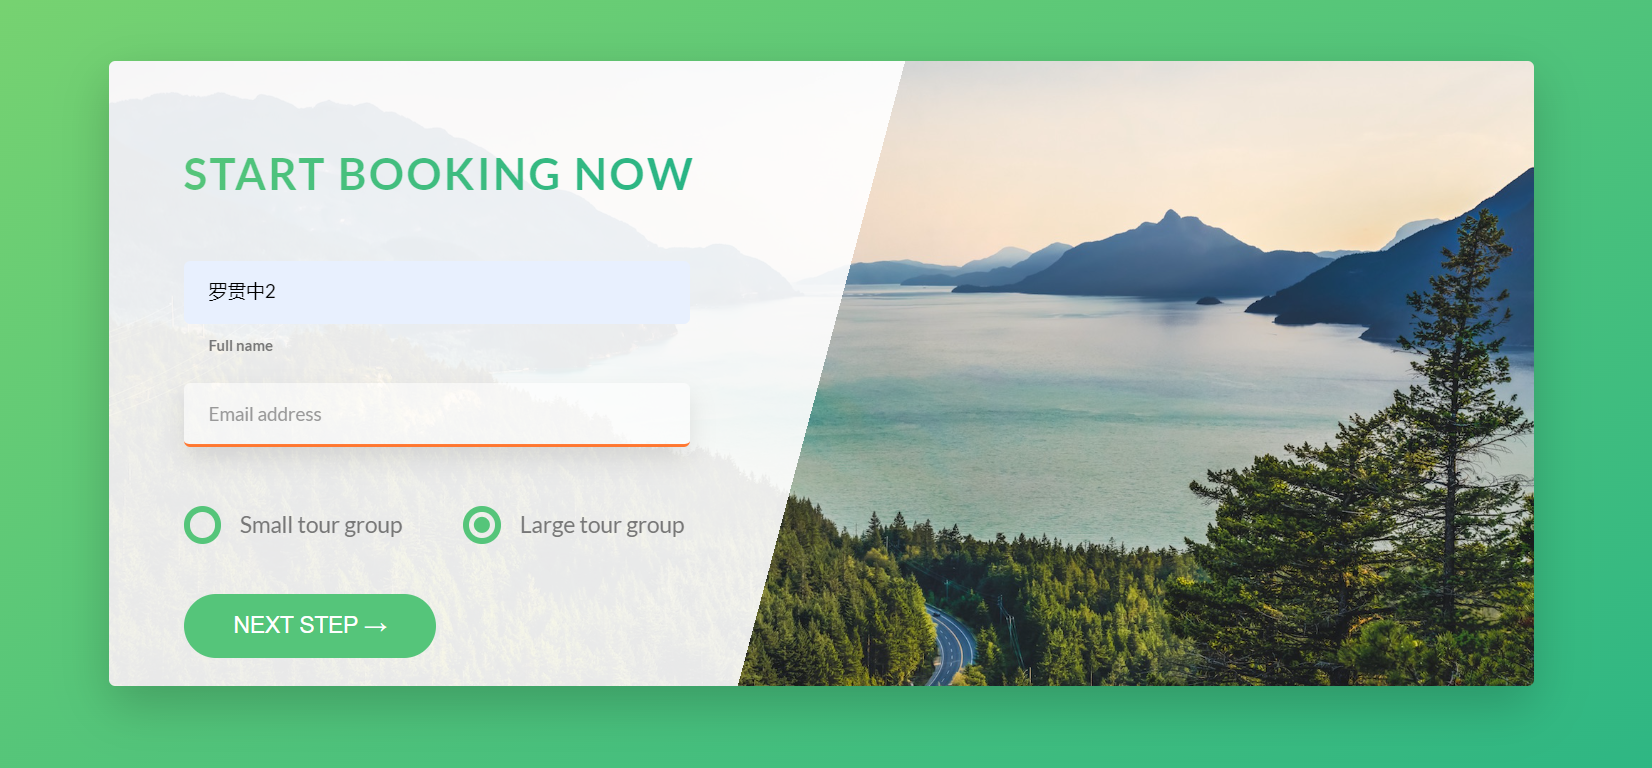 START BOOKING NOW
罗贯中2
Full name
Email address
Small tour group
Large tour group
NEXT STEP →